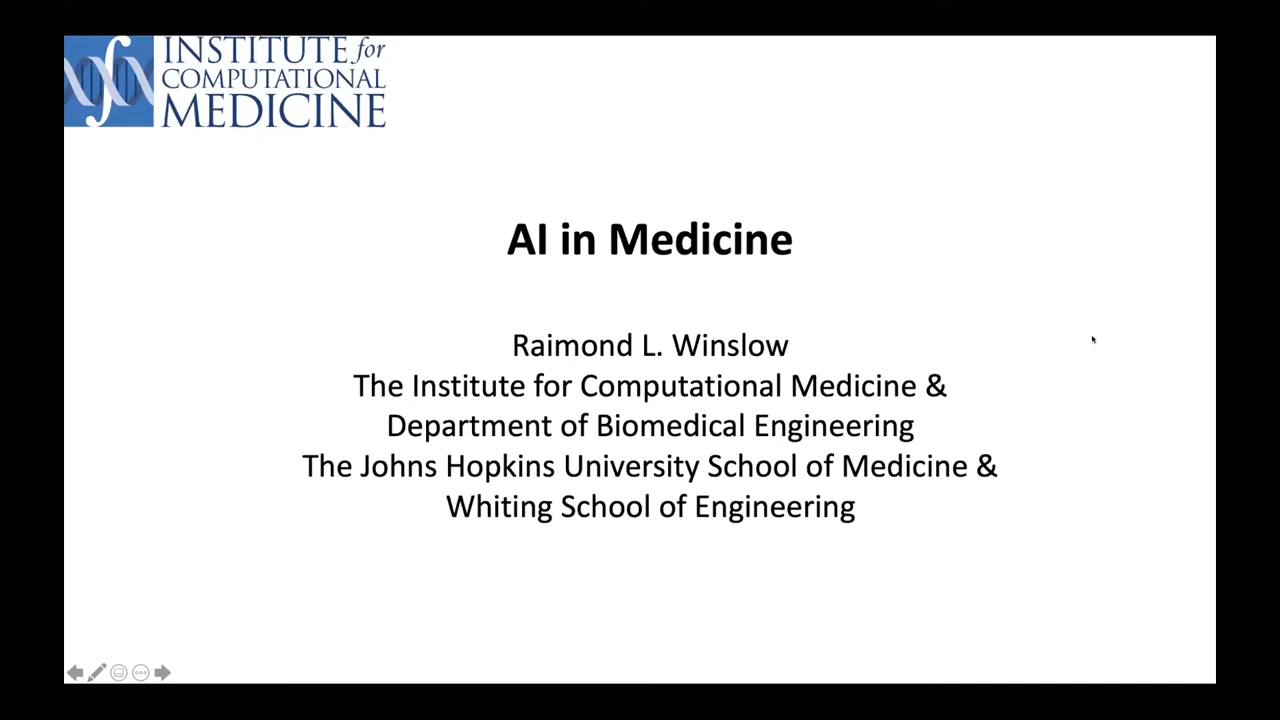 INSTITUTE for
COMPUTATIONAL
MEDICINE
AI in Medicine
Raimond L. Winslow
The Institute for Computational Medicine &
Department of Biomedical Engineering
The Johns Hopkins University School of Medicine &
Whiting School of Engineering